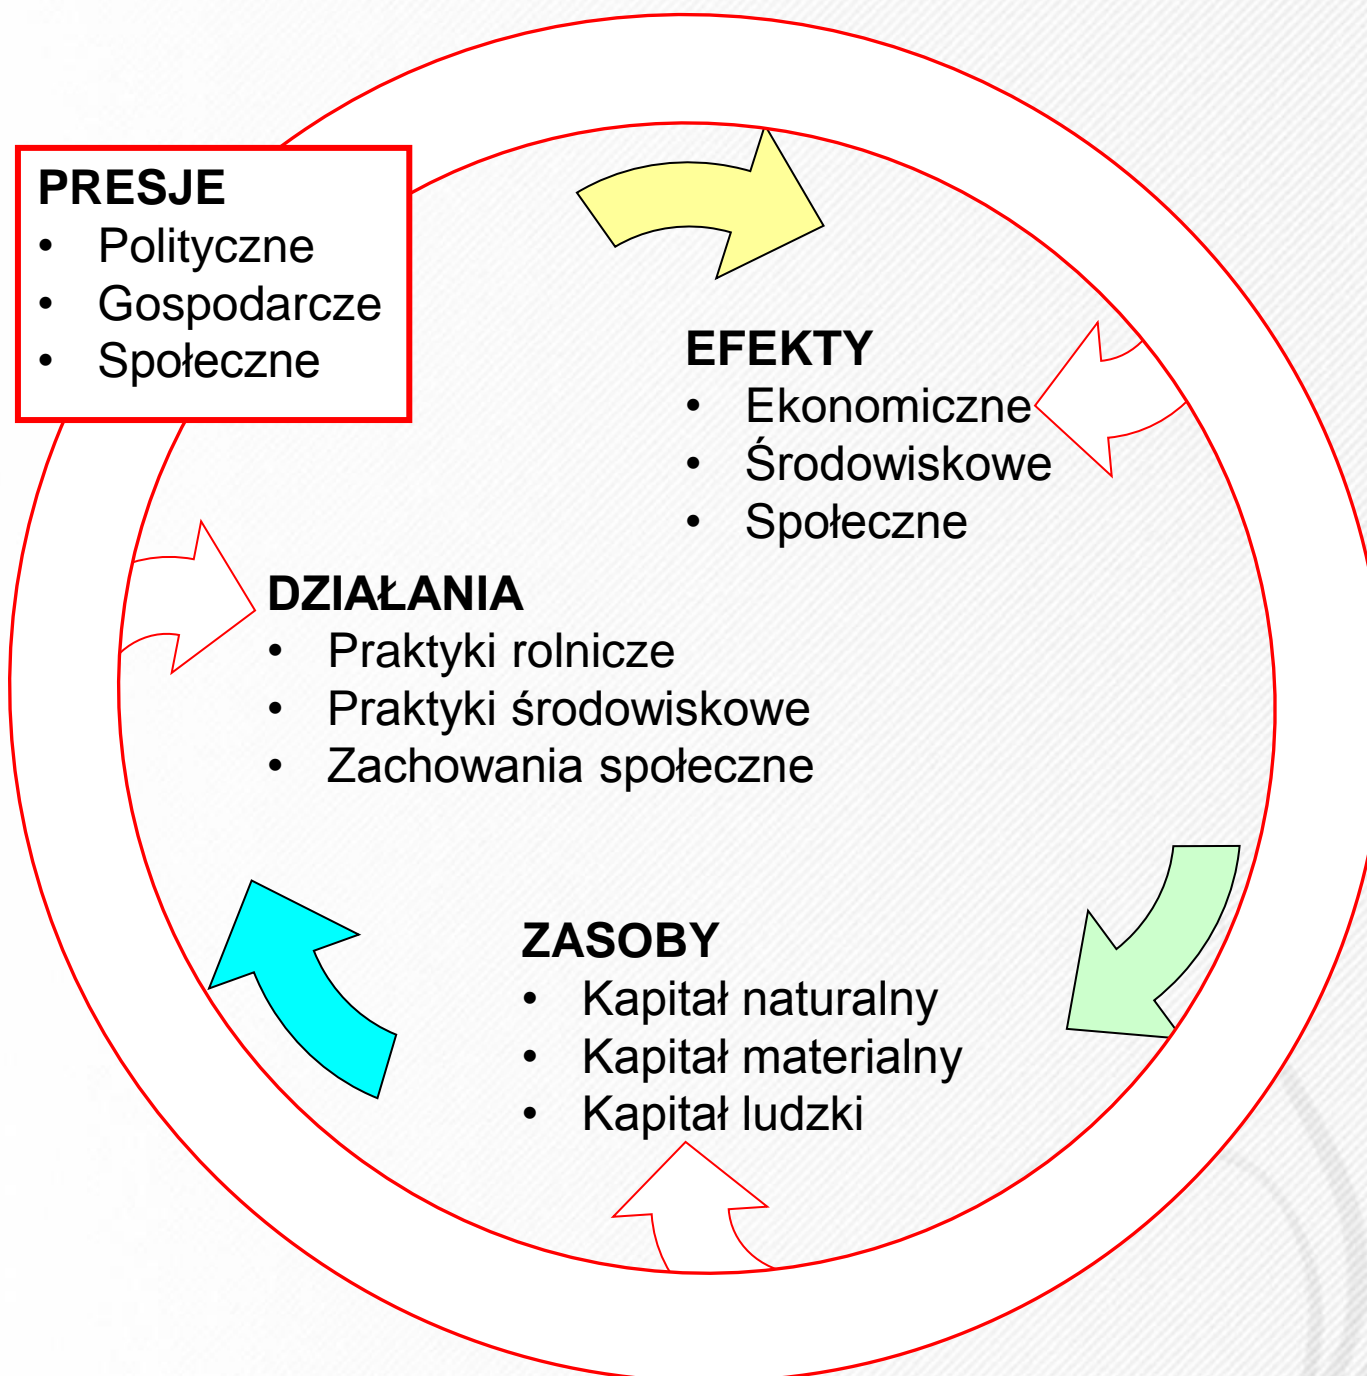 PRESJE
• Polityczne
• Gospodarcze
• Społeczne
EFEKTY
• Ekonomiczne
• Środowiskowe
• Społeczne
DZIAŁANIA
• Praktyki rolnicze
• Praktyki środowiskowe
• Zachowania społeczne
ZASOBY
• Kapitał naturalny
• Kapitał materialny
• Kapitał ludzki